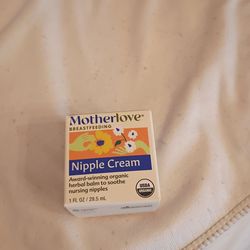 Motherlove®
BREASTFEEDING
Nipple Cream
Award-winning organic
herbal balm to soothe
nursing nipples
1 FL OZ / 29.5 mL
USDA
ORGANIC